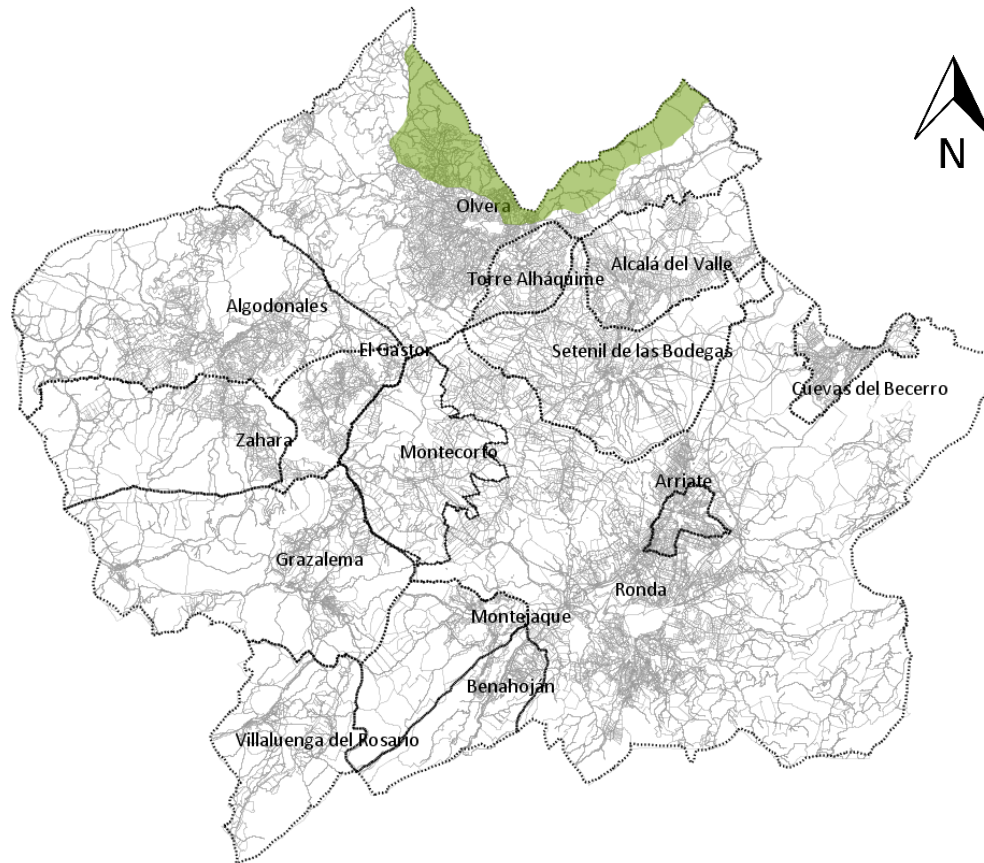 N
Olvera
Torre Alháquime
Alcalá del Valle
Algodonales
El Gastor
Setenil de las Bodegas
Cuevas del Becerro
Zahara
Montecorto
Arriate
Grazalema
Ronda
Montejaque
Benahoján
Villaluenga del Rosario